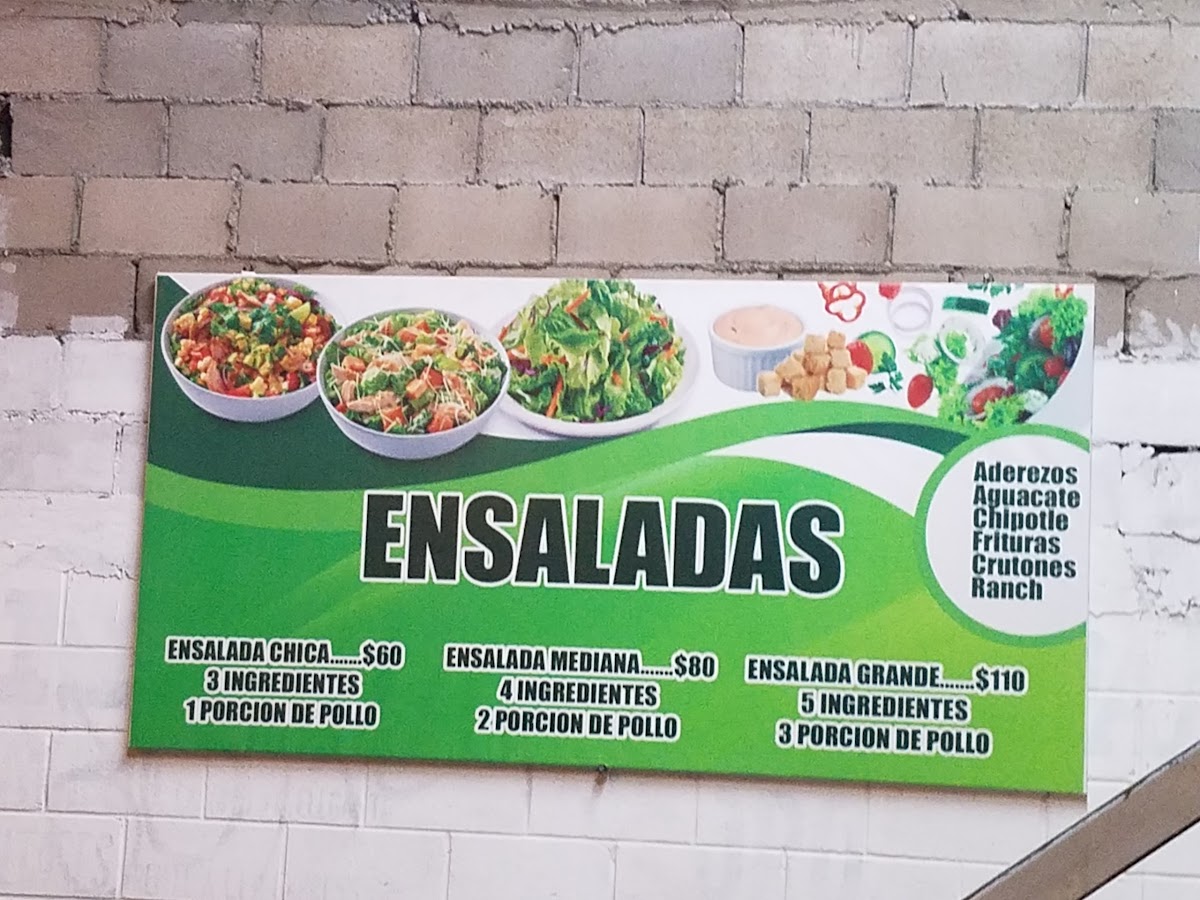 Aderezos
Aguacate
Chipotle
Frituras
Crutones
Ranch
ENSALADAS
ENSALADA CHICA.......$60
3 INGREDIENTES
1 PORCION DE POLLO
ENSALADA MEDIANA.......$80
4 INGREDIENTES
2 PORCION DE POLLO
ENSALADA GRANDE.......$110
5 INGREDIENTES
3 PORCION DE POLLO